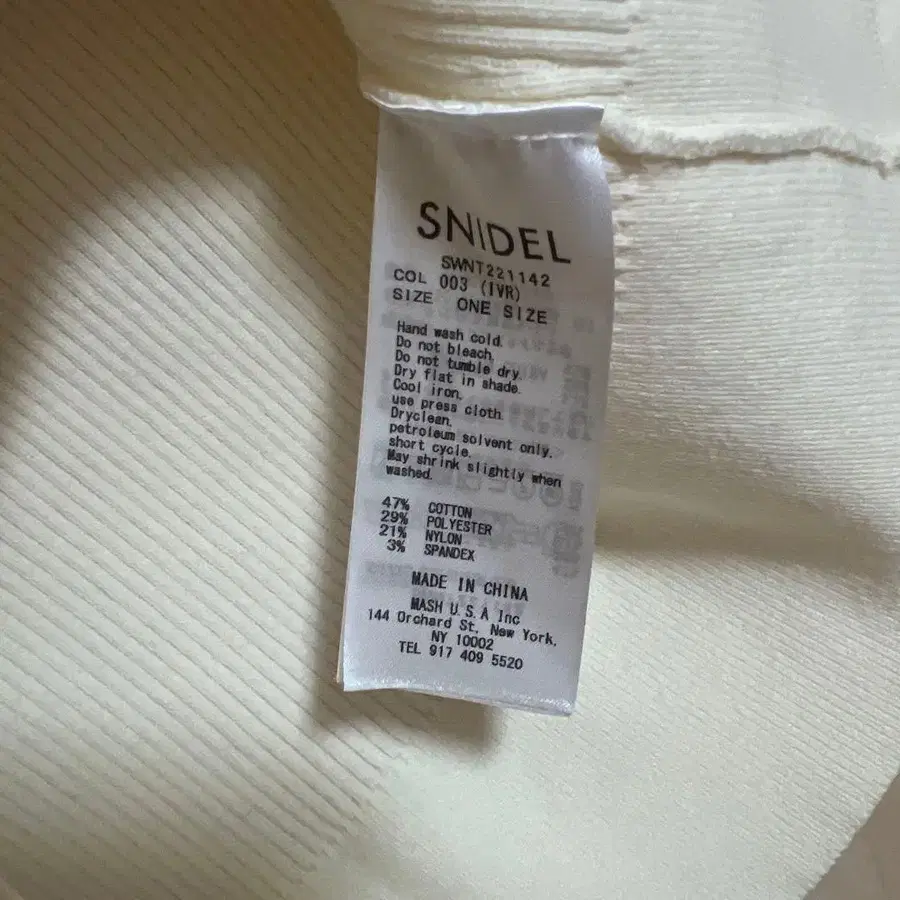 SNIDEL
SWNT221142
COL 003 (IVR)
SIZE ONE SIZE
Hand wash cold.
Do not bleach.
Do not tumble dry.
Dry flat in shade.
Cool iron.
use press cloth.
Dryclean.
petroleum solvent only.
short cycle.
May shrink slightly when
washed.
47% COTTON
29% POLYESTER
21% NYLON
3% SPANDEX
MADE IN CHINA
MASH U.S.A Inc
144 Orchard St, New York,
NY 10002
TEL 917 409 5520